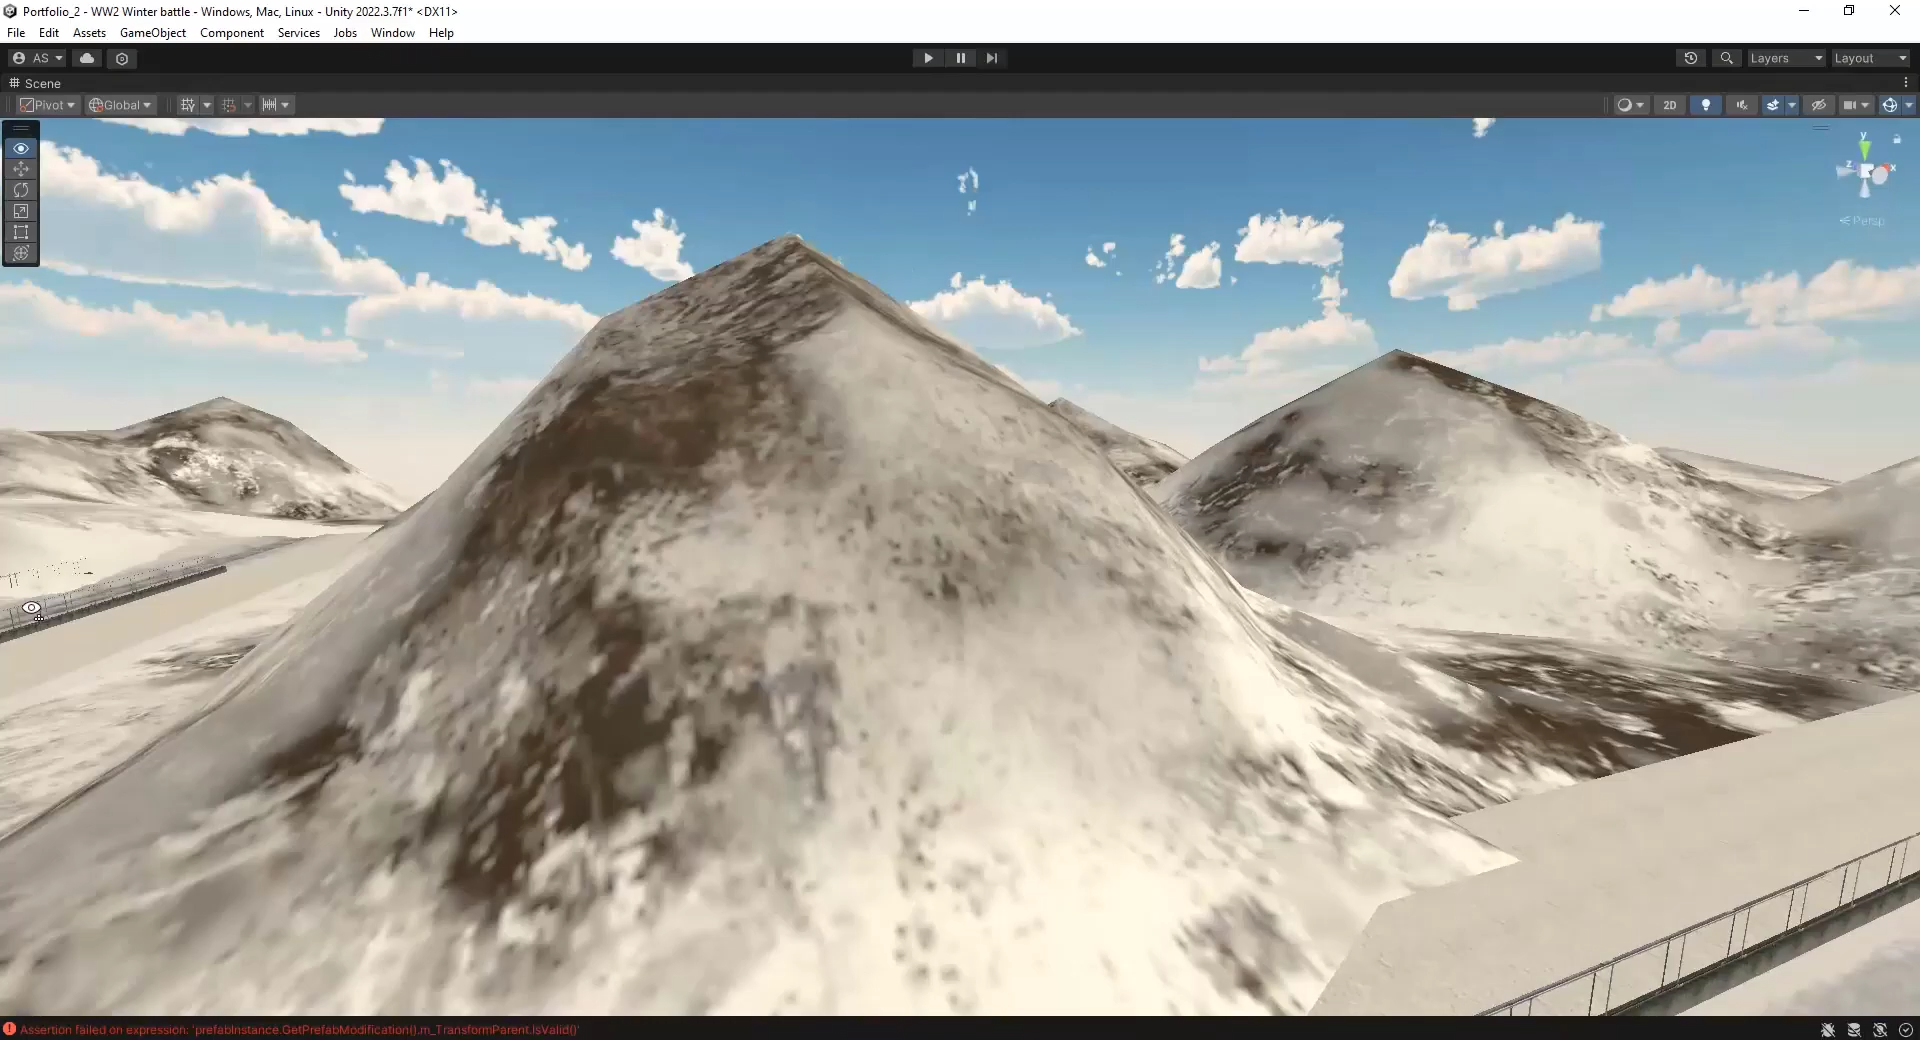 Portfolio_2 - WW2 Winter battle - Windows, Mac, Linux - Unity 2022.3.7f1* <DX11>
File Edit Assets GameObject Component Services Jobs Window Help
AS Layers Layout
Scene
Pivot Global 2D
y
z x
Persp
Assertion failed on expression: 'prefabInstance.GetPrefabModification().m_TransformParent.IsValid()'